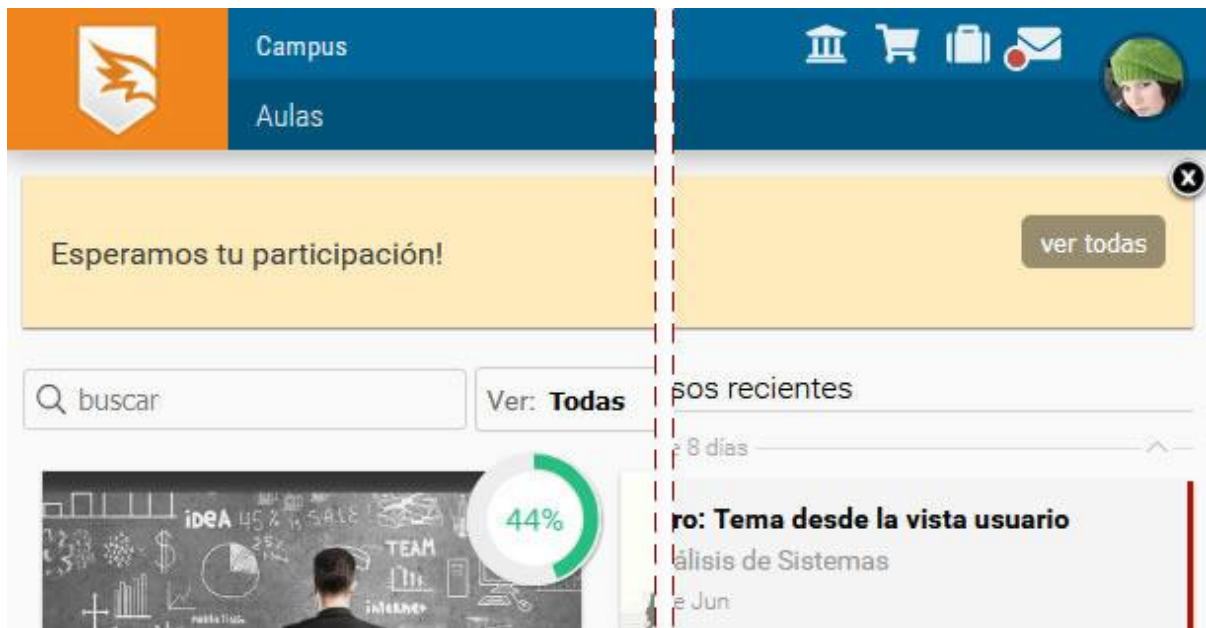 Campus
Aulas
Esperamos tu participación!
ver todas
buscar
Ver: Todas
sos recientes
8 días
44%
iDeA 45%
TEAM
ro: Tema desde la vista usuario
álisis de Sistemas
e Jun